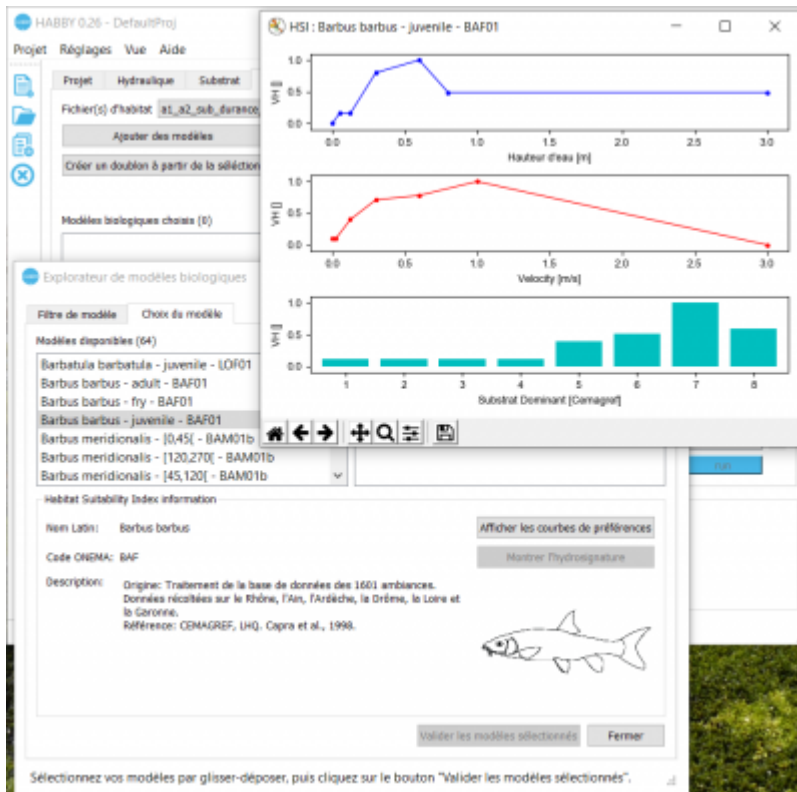 HABBY 0.26 - DefaultProj
Projet Réglages Vue Aide
Projet Hydraulique Substrat
Fichier(s) d'habitat a1_a2_sub_durance
Ajouter des modèles
Créer un doublon à partir de la séléction
Modèles biologiques choisis (0)
HSI : Barbus barbus - juvenile - BAF01
1.0
0.5
0.0
VH []
0.0 0.5 1.0 1.5 2.0 2.5 3.0
Hauteur d'eau [m]
1.0
0.5
0.0
VH []
0.0 0.5 1.0 1.5 2.0 2.5 3.0
Velocity [m/s]
1.0
0.5
0.0
VH []
1 2 3 4 5 6 7 8
Substrat Dominant [Cemagref]
run
Explorateur de modèles biologiques
Filtre de modèle Choix du modèle
Modèles disponibles (64)
Barbatula barbatula - juvenile - LOF01
Barbus barbus - adult - BAF01
Barbus barbus - fry - BAF01
Barbus barbus - juvenile - BAF01
Barbus meridionalis - [0,45[ - BAM01b
Barbus meridionalis - [120,270[ - BAM01b
Barbus meridionalis - [45,120[ - BAM01b
Habitat Suitability Index information
Nom Latin: Barbus barbus
Afficher les courbes de préférences
Code ONEMA: BAF
Montrer l'hydrosignature
Description: Origine: Traitement de la base de données des 1601 ambiances.
Données récoltées sur le Rhône, l'Ain, l'Ardèche, la Drôme, la Loire et
la Garonne.
Référence: CEMAGREF, LHQ. Capra et al., 1998.
Valider les modèles sélectionnés Fermer
Sélectionnez vos modèles par glisser-déposer, puis cliquez sur le bouton "Valider les modèles sélectionnés".